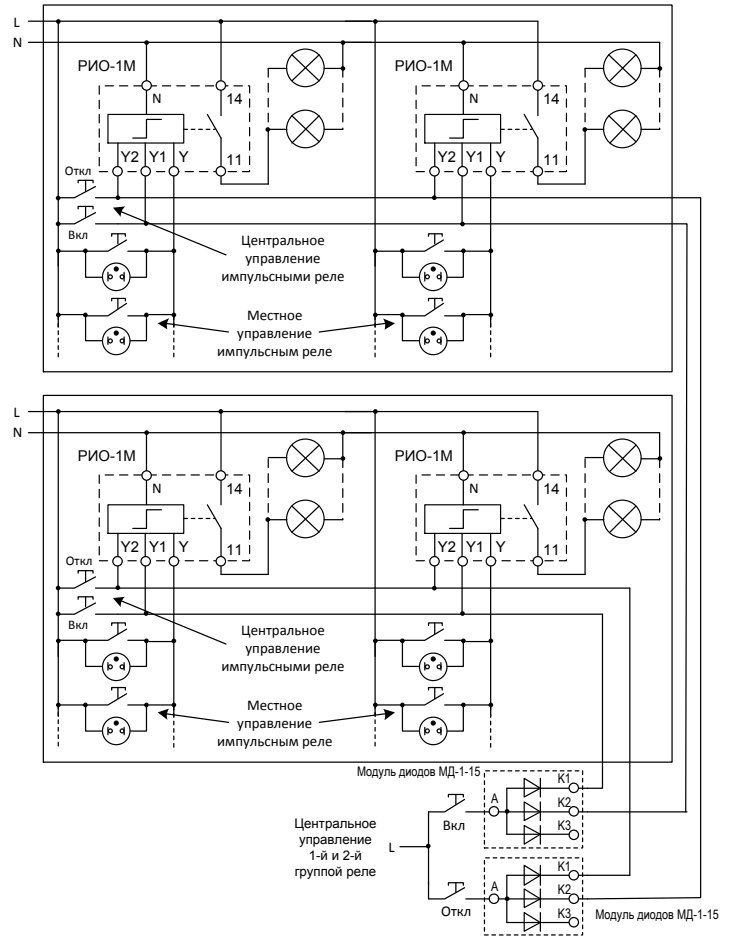 L
N
РИО-1М
РИО-1М
N
14
N
14
Y2 Y1 Y
11
Y2 Y1 Y
11
Откл
Вкл
Центральное
управление
импульсными реле
Местное
управление
импульсным реле
L
N
РИО-1М
РИО-1М
N
14
N
14
Y2 Y1 Y
11
Y2 Y1 Y
11
Откл
Вкл
Центральное
управление
импульсными реле
Местное
управление
импульсным реле
Модуль диодов МД-1-15
Центральное
управление
1-й и 2-й
группой реле
L
Вкл
A
K1
K2
K3
Откл
A
K1
K2
K3
Модуль диодов МД-1-15